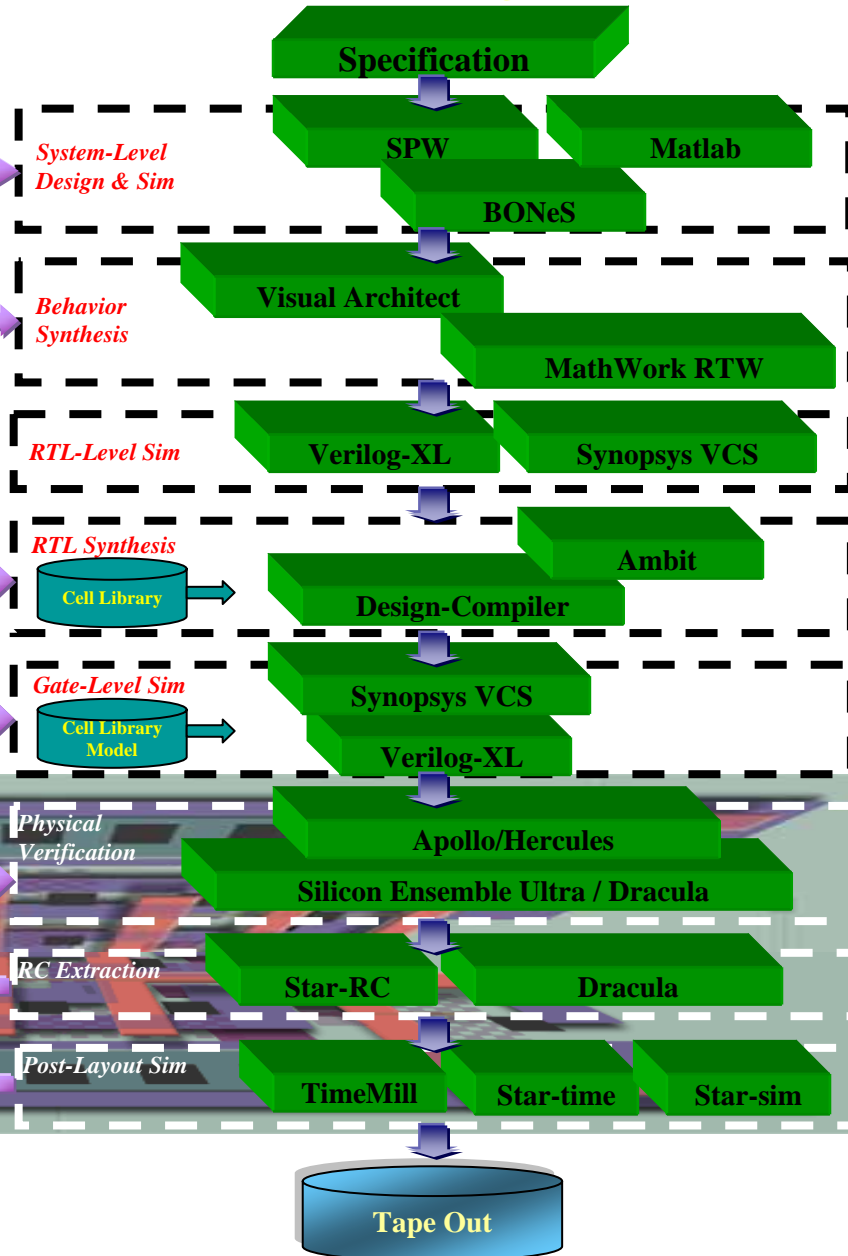 Specification
System-Level
Design & Sim
SPW
Matlab
BONeS
Behavior
Synthesis
Visual Architect
MathWork RTW
RTL-Level Sim
Verilog-XL
Synopsys VCS
RTL Synthesis
Cell Library
Ambit
Design-Compiler
Gate-Level Sim
Cell Library
Model
Synopsys VCS
Verilog-XL
Physical
Verification
Apollo/Hercules
Silicon Ensemble Ultra / Dracula
RC Extraction
Star-RC
Dracula
Post-Layout Sim
TimeMill
Star-time
Star-sim
Tape Out